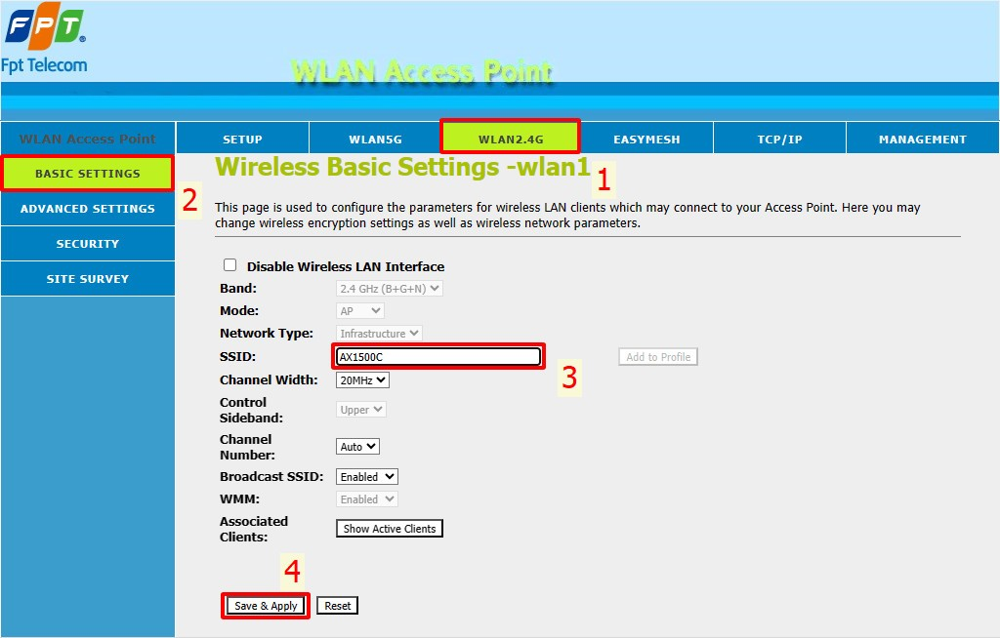 FPT®
Fpt Telecom
WLAN Access Point
WLAN Access Point
SETUP
WLAN5G
WLAN2.4G
EASYMESH
TCP/IP
MANAGEMENT
BASIC SETTINGS
ADVANCED SETTINGS
SECURITY
SITE SURVEY
2
Wireless Basic Settings -wlan1
1
This page is used to configure the parameters for wireless LAN clients which may connect to your Access Point. Here you may
change wireless encryption settings as well as wireless network parameters.
Disable Wireless LAN Interface
Band: 2.4 GHz (B+G+N)
Mode: AP
Network Type: Infrastructure
SSID: AX1500C Add to Profile
3
Channel Width: 20MHz
Control
Sideband: Upper
Channel
Number: Auto
Broadcast SSID: Enabled
WMM: Enabled
Associated
Clients: Show Active Clients
4
Save & Apply Reset